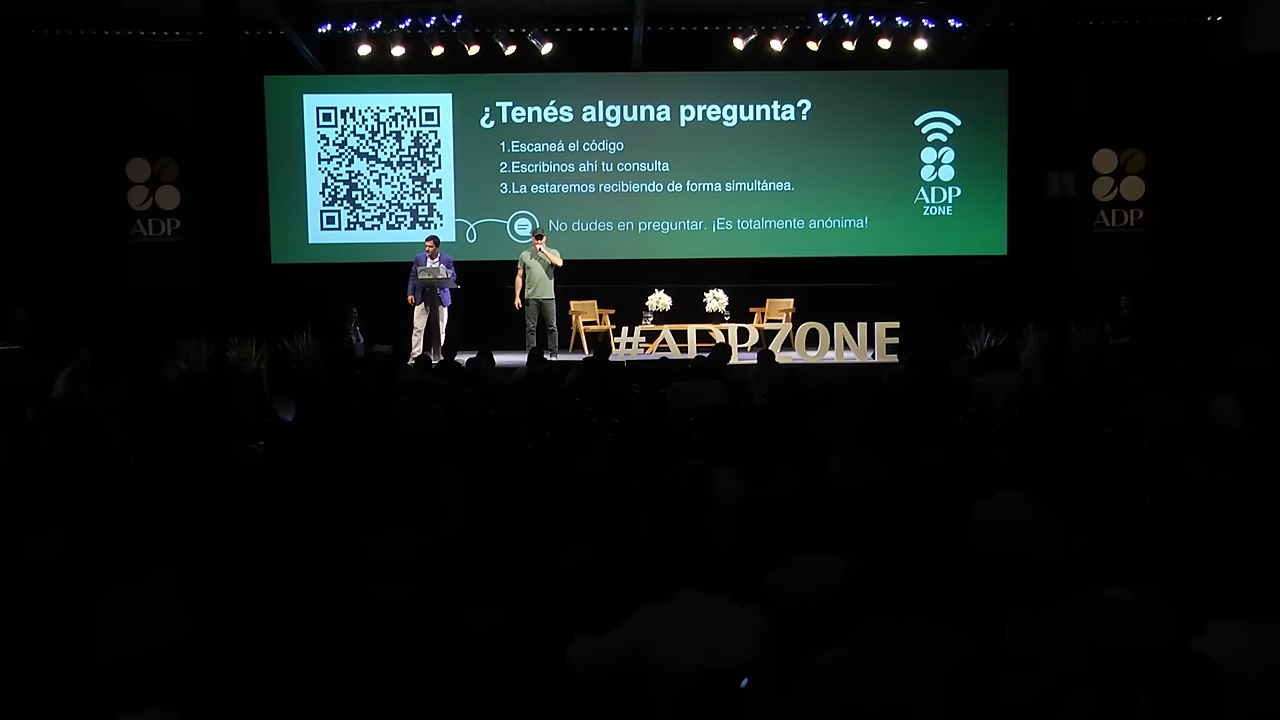 ¿Tenés alguna pregunta?
1.Escaneá el código
2.Escribinos ahí tu consulta
3.La estaremos recibiendo de forma simultánea.
No dudes en preguntar. ¡Es totalmente anónima!
ADP
ZONE
ADP
ADP
#ADPZONE